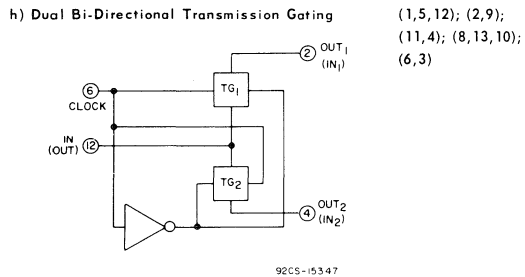 h) Dual Bi-Directional Transmission Gating
(1,5,12); (2,9);
(11,4); (8,13,10);
(6,3)
2 OUT1
(IN1)
TG1
6
CLOCK
IN
(OUT) 12
TG2
4 OUT2
(IN2)
92CS-15347